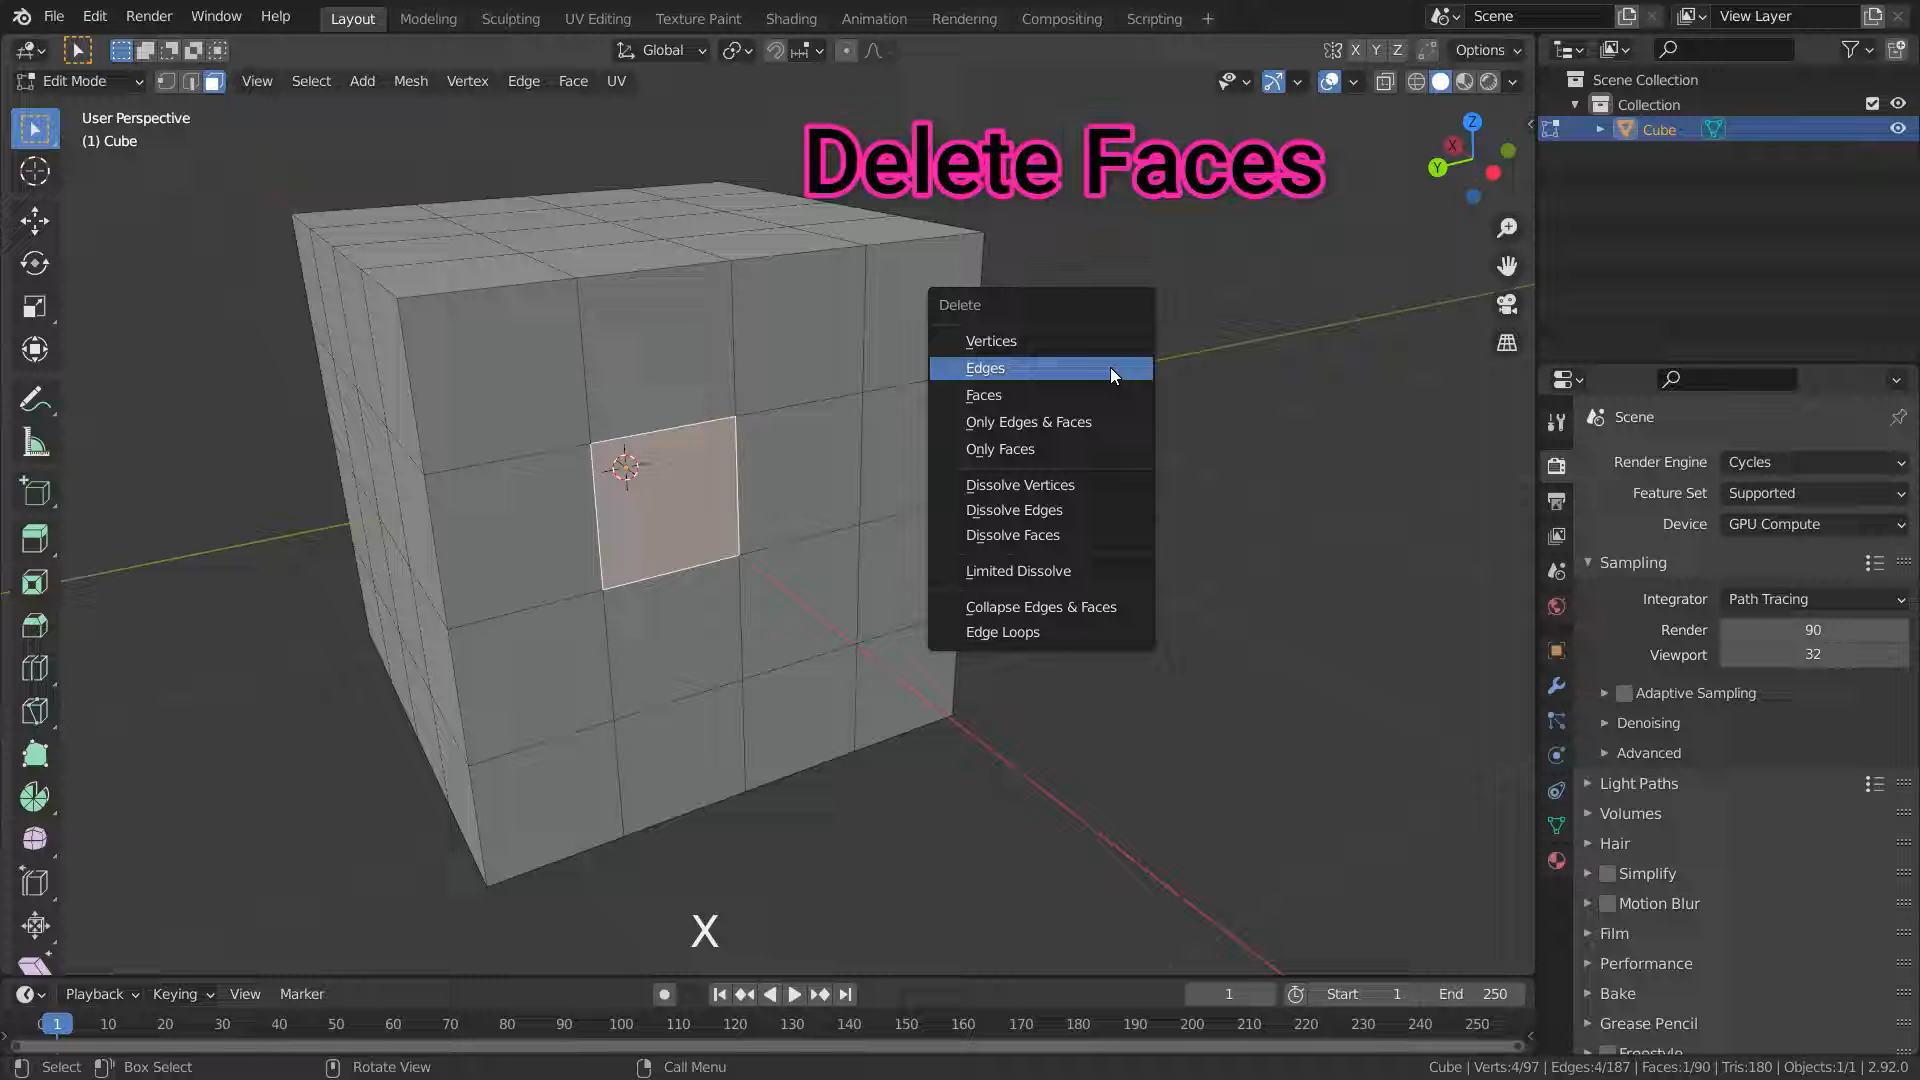 File Edit Render Window Help Layout Modeling Sculpting UV Editing Texture Paint Shading Animation Rendering Compositing Scripting + Scene View Layer
Global X Y Z Options
Edit Mode View Select Add Mesh Vertex Edge Face UV
Scene Collection
Collection
Cube
User Perspective
(1) Cube
Delete Faces
Z
X
Y
Delete
Vertices
Edges
Faces
Only Edges & Faces
Only Faces
Dissolve Vertices
Dissolve Edges
Dissolve Faces
Limited Dissolve
Collapse Edges & Faces
Edge Loops
X
Scene
Render Engine Cycles
Feature Set Supported
Device GPU Compute
Sampling
Integrator Path Tracing
Render 90
Viewport 32
Adaptive Sampling
Denoising
Advanced
Light Paths
Volumes
Hair
Simplify
Motion Blur
Film
Performance
Bake
Grease Pencil
Freestyle
Playback Keying View Marker 1 Start 1 End 250
1 10 20 30 40 50 60 70 80 90 100 110 120 130 140 150 160 170 180 190 200 210 220 230 240 250
Select Box Select Rotate View Call Menu Cube | Verts:4/97 | Edges:4/187 | Faces:1/90 | Tris:180 | Objects:1/1 | 2.92.0